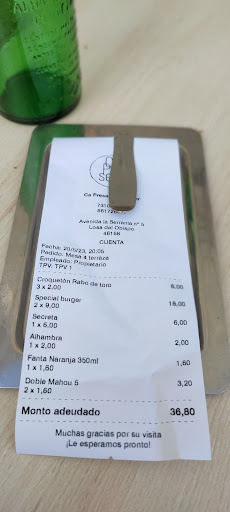 CUENTA
Avenida la Serrería nº 5
Losa del Obispo
46168
Fecha: 20/5/23, 20:05
Pedido: Mesa 4 terraza
Empleado: Propietario
TPV: TPV 1
Croquetón Rabo de toro
3 x 2,00 6,00
Special burger
2 x 9,00 18,00
Secreta
1 x 6,00 6,00
Alhambra
1 x 2,00 2,00
Fanta Naranja 350ml
1 x 1,60 1,60
Doble Mahou 5
2 x 1,60 3,20
Monto adeudado 36,80
Muchas gracias por su visita
¡Le esperamos pronto!